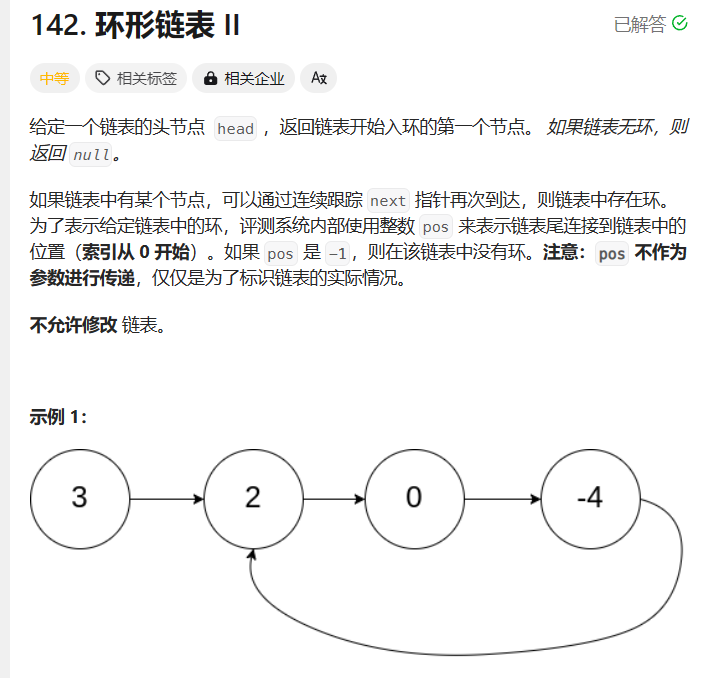 142. 环形链表 II
已解答
中等
相关标签
相关企业
给定一个链表的头节点 head ，返回链表开始入环的第一个节点。 如果链表无环，则
返回 null。
如果链表中有某个节点，可以通过连续跟踪 next 指针再次到达，则链表中存在环。
为了表示给定链表中的环，评测系统内部使用整数 pos 来表示链表尾连接到链表中的
位置（索引从 0 开始）。如果 pos 是 -1，则在该链表中没有环。注意：pos 不作为
参数进行传递，仅仅是为了标识链表的实际情况。
不允许修改 链表。
示例 1：
3
2
0
-4